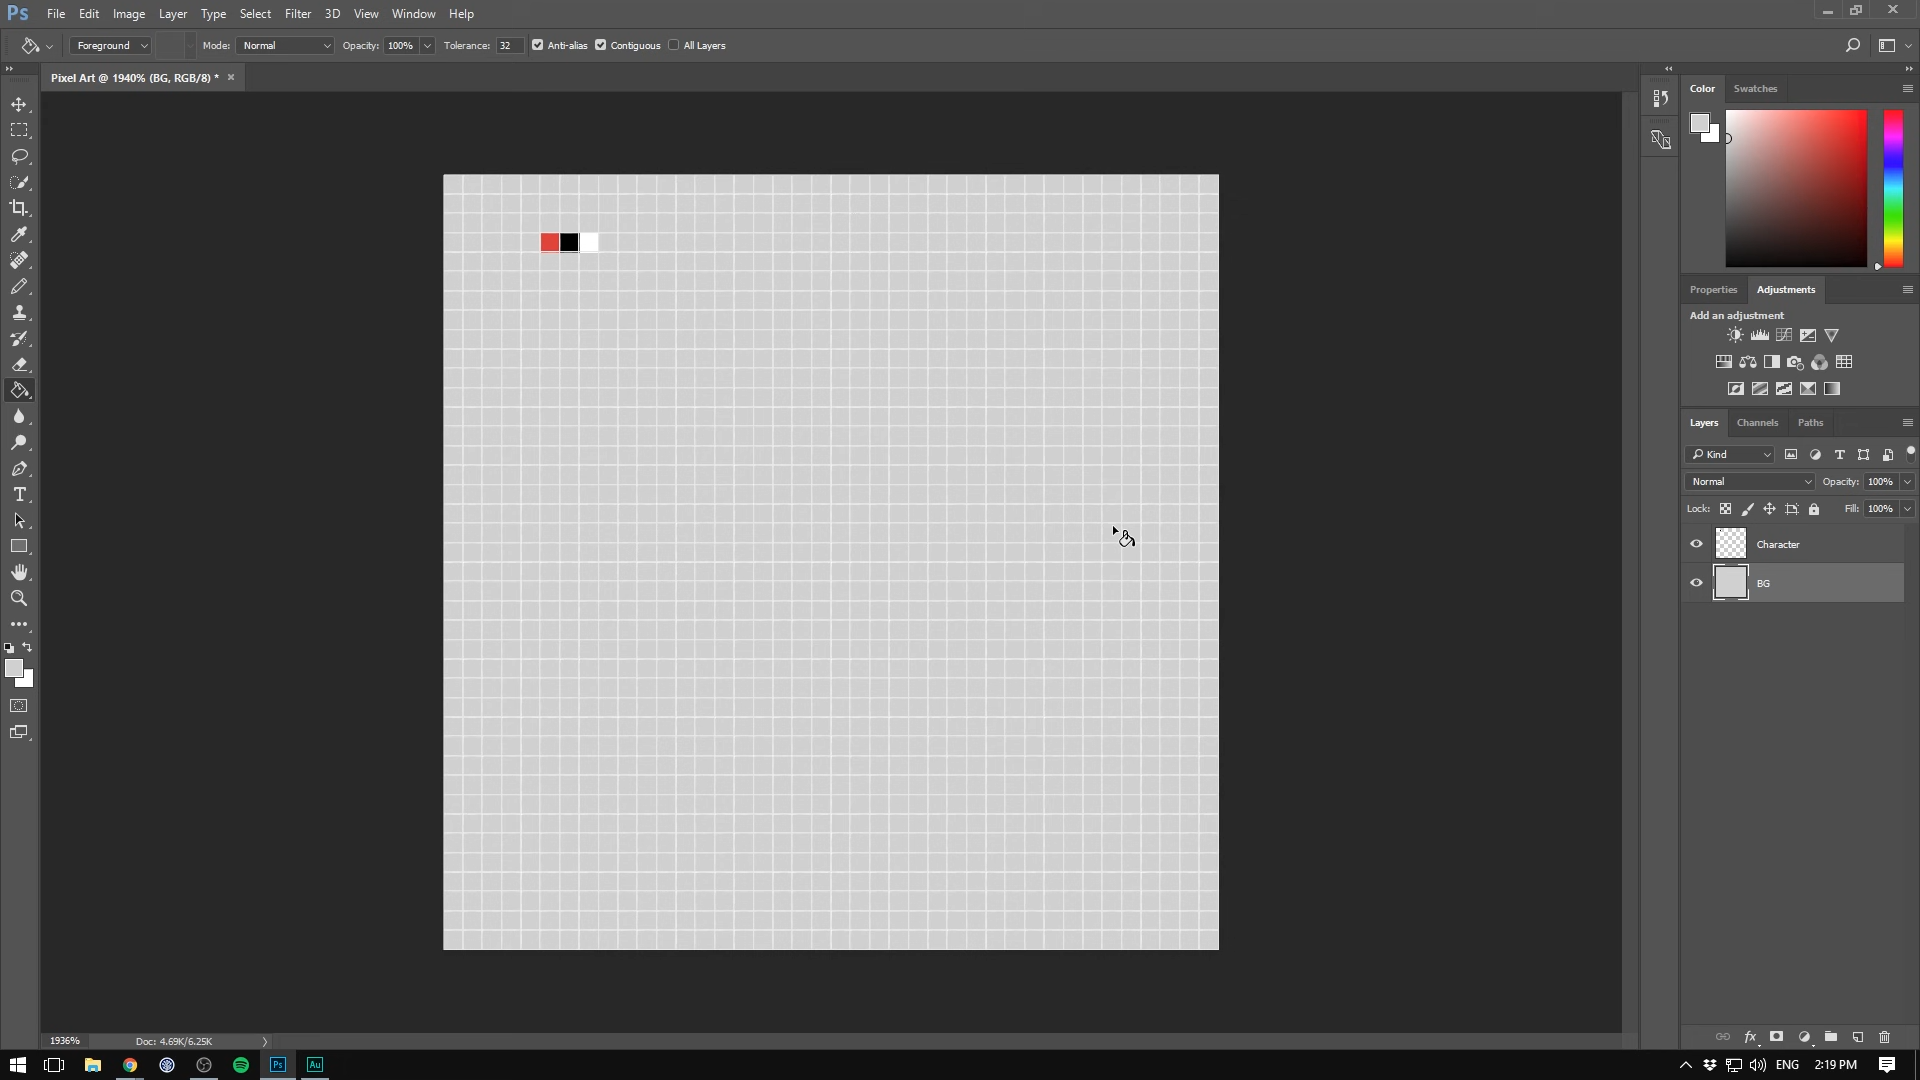 Ps File Edit Image Layer Type Select Filter 3D View Window Help
Foreground Mode: Normal Opacity: 100% Tolerance: 32 Anti-alias Contiguous All Layers
Pixel Art @ 1940% (BG, RGB/8) * ×
Color Swatches
Properties Adjustments
Add an adjustment
Layers Channels Paths
Kind
Normal Opacity: 100%
Lock: Fill: 100%
Character
BG
fx
1936% Doc: 4.69K/6.25K
Ps Au ENG 2:19 PM